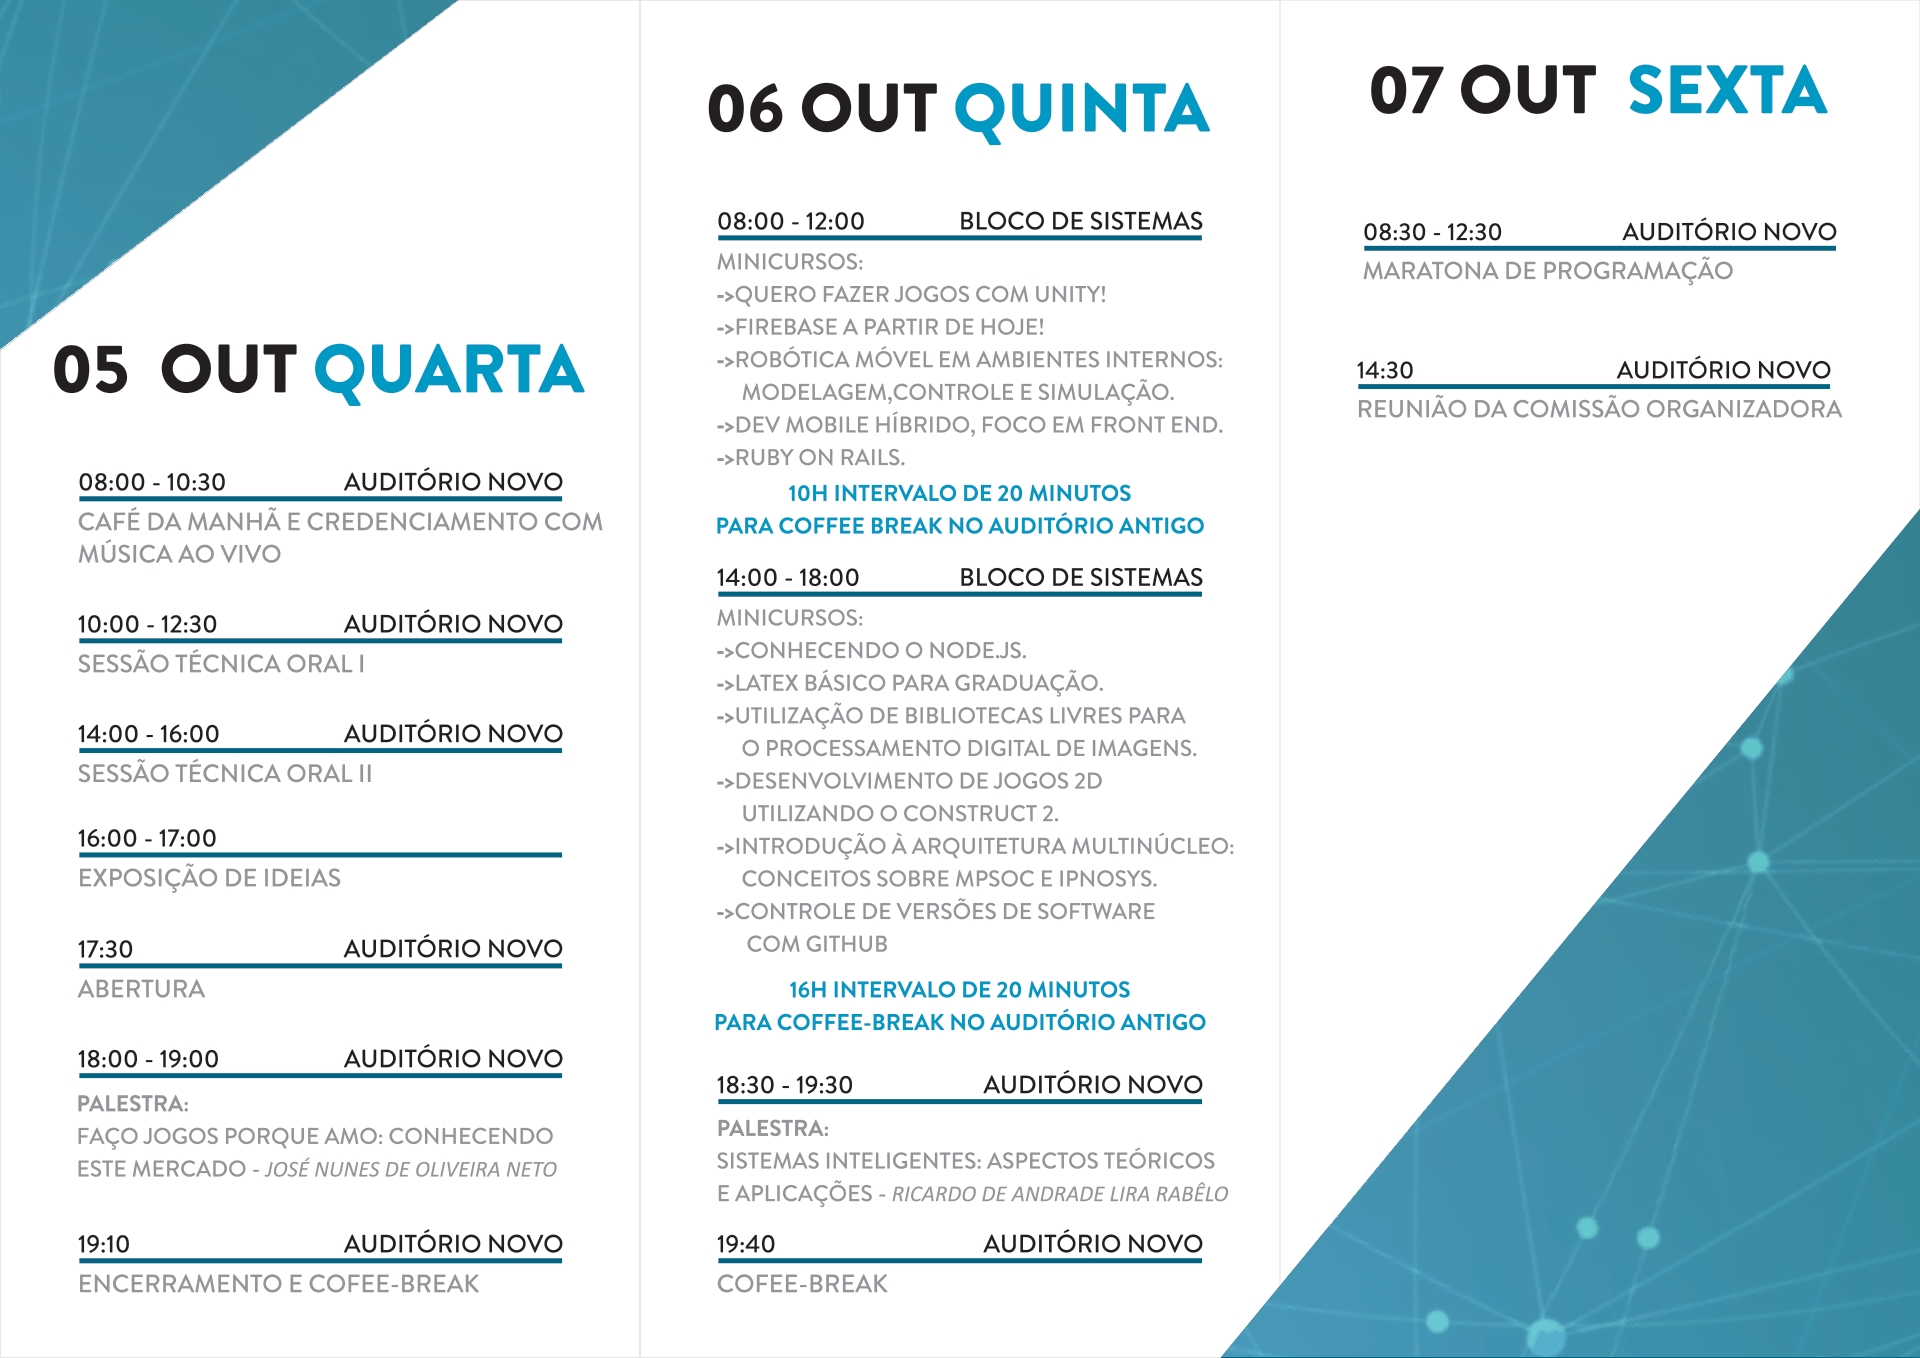 05 OUT QUARTA
08:00 - 10:30 AUDITÓRIO NOVO
CAFÉ DA MANHÃ E CREDENCIAMENTO COM
MÚSICA AO VIVO
10:00 - 12:30 AUDITÓRIO NOVO
SESSÃO TÉCNICA ORAL I
14:00 - 16:00 AUDITÓRIO NOVO
SESSÃO TÉCNICA ORAL II
16:00 - 17:00
EXPOSIÇÃO DE IDEIAS
17:30 AUDITÓRIO NOVO
ABERTURA
18:00 - 19:00 AUDITÓRIO NOVO
PALESTRA:
FAÇO JOGOS PORQUE AMO: CONHECENDO
ESTE MERCADO - JOSÉ NUNES DE OLIVEIRA NETO
19:10 AUDITÓRIO NOVO
ENCERRAMENTO E COFEE-BREAK
06 OUT QUINTA
08:00 - 12:00 BLOCO DE SISTEMAS
MINICURSOS:
->QUERO FAZER JOGOS COM UNITY!
->FIREBASE A PARTIR DE HOJE!
->ROBÓTICA MÓVEL EM AMBIENTES INTERNOS:
MODELAGEM,CONTROLE E SIMULAÇÃO.
->DEV MOBILE HÍBRIDO, FOCO EM FRONT END.
->RUBY ON RAILS.
10H INTERVALO DE 20 MINUTOS
PARA COFFEE BREAK NO AUDITÓRIO ANTIGO
14:00 - 18:00 BLOCO DE SISTEMAS
MINICURSOS:
->CONHECENDO O NODE.JS.
->LATEX BÁSICO PARA GRADUAÇÃO.
->UTILIZAÇÃO DE BIBLIOTECAS LIVRES PARA
O PROCESSAMENTO DIGITAL DE IMAGENS.
->DESENVOLVIMENTO DE JOGOS 2D
UTILIZANDO O CONSTRUCT 2.
->INTRODUÇÃO À ARQUITETURA MULTINÚCLEO:
CONCEITOS SOBRE MPSOC E IPNOSYS.
->CONTROLE DE VERSÕES DE SOFTWARE
COM GITHUB
16H INTERVALO DE 20 MINUTOS
PARA COFFEE-BREAK NO AUDITÓRIO ANTIGO
18:30 - 19:30 AUDITÓRIO NOVO
PALESTRA:
SISTEMAS INTELIGENTES: ASPECTOS TEÓRICOS
E APLICAÇÕES - RICARDO DE ANDRADE LIRA RABÊLO
19:40 AUDITÓRIO NOVO
COFEE-BREAK
07 OUT SEXTA
08:30 - 12:30 AUDITÓRIO NOVO
MARATONA DE PROGRAMAÇÃO
14:30 AUDITÓRIO NOVO
REUNIÃO DA COMISSÃO ORGANIZADORA